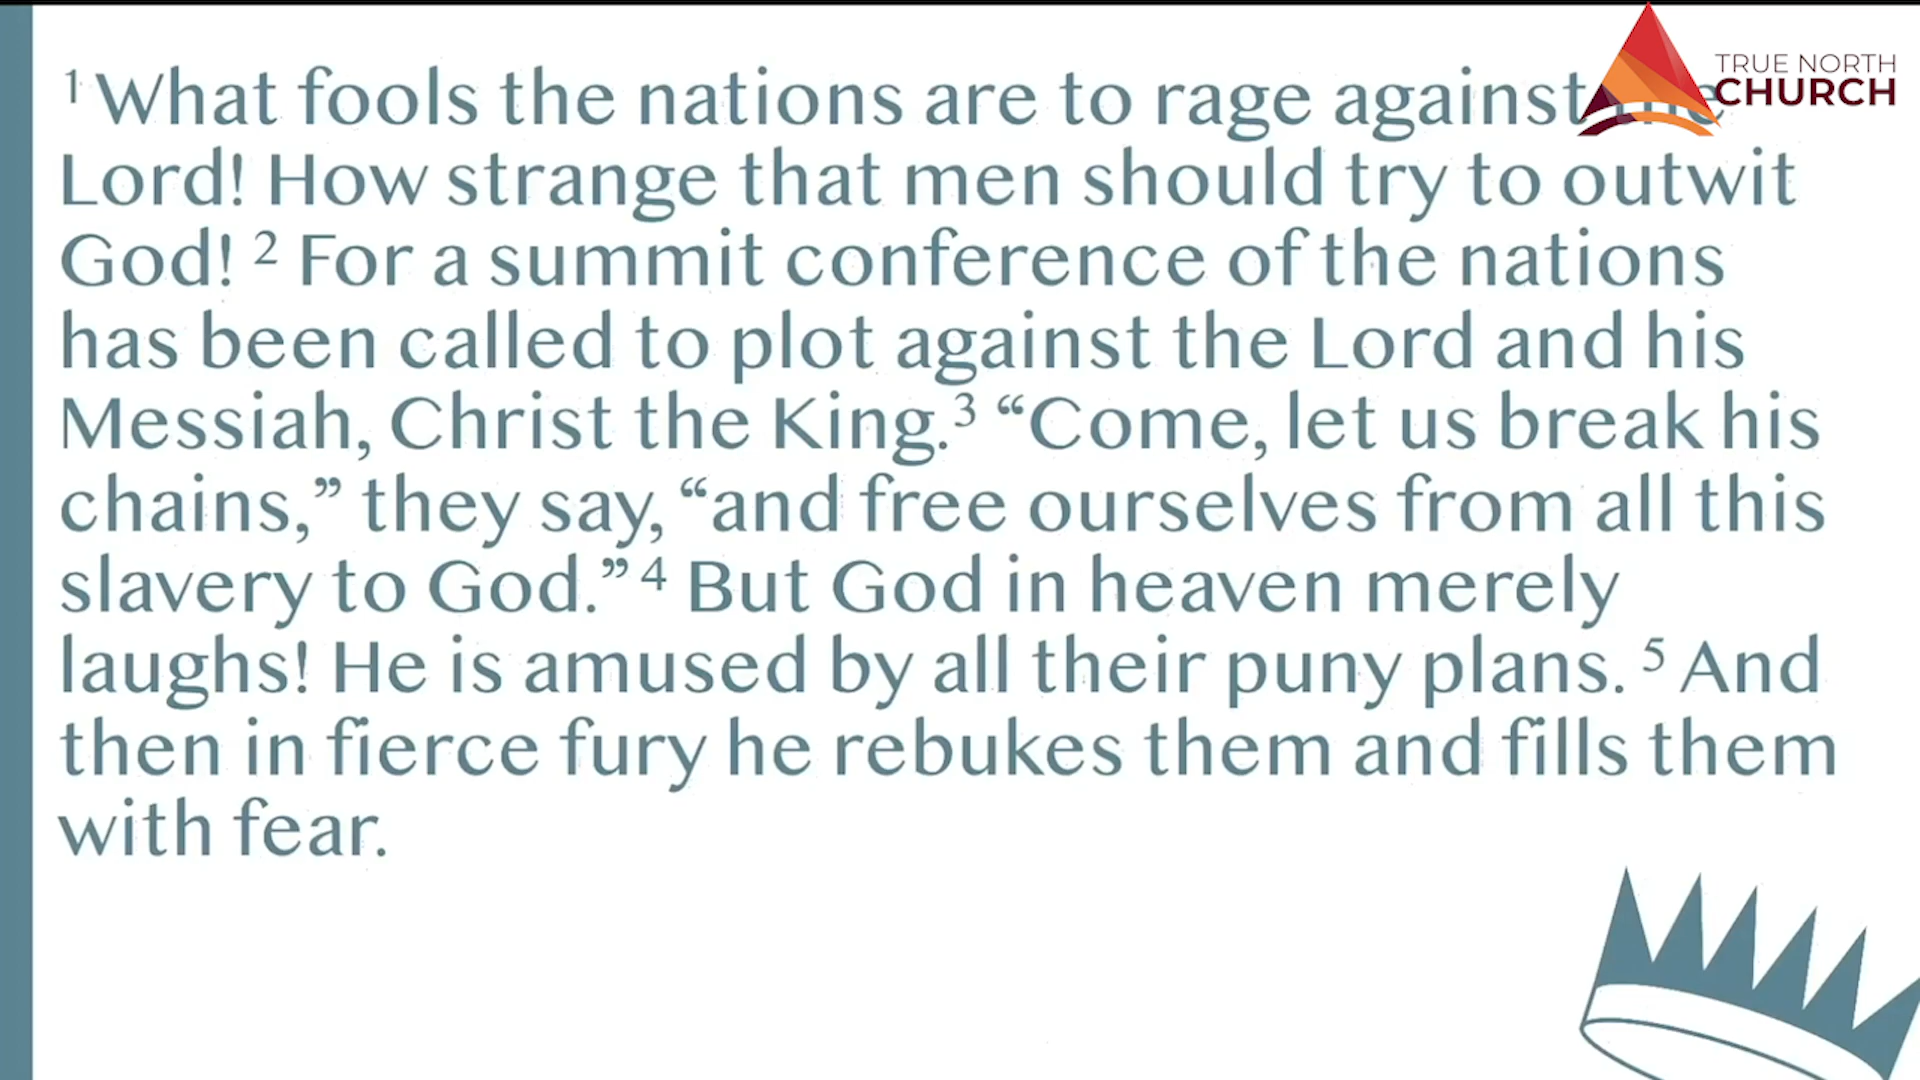 1 What fools the nations are to rage against the
Lord! How strange that men should try to outwit
God! 2 For a summit conference of the nations
has been called to plot against the Lord and his
Messiah, Christ the King.3 “Come, let us break his
chains,” they say, “and free ourselves from all this
slavery to God.” 4 But God in heaven merely
laughs! He is amused by all their puny plans. 5 And
then in fierce fury he rebukes them and fills them
with fear.
TRUE NORTH
CHURCH